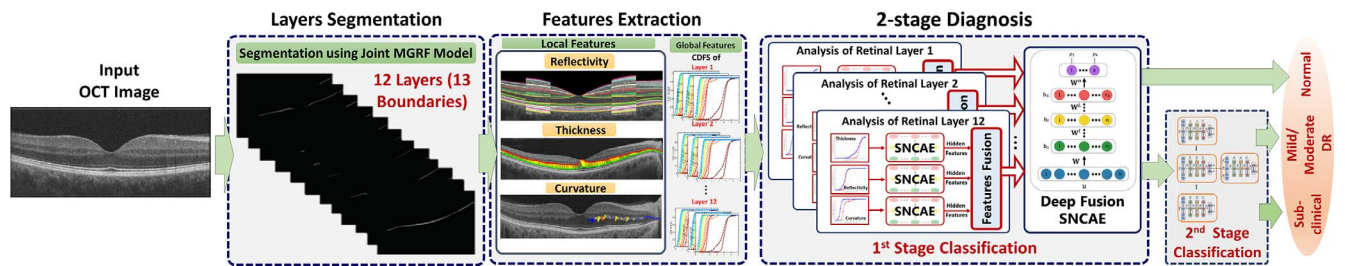 Layers Segmentation
Features Extraction
2-stage Diagnosis
Input
OCT Image
Segmentation using Joint MGRF Model
12 Layers (13
Boundaries)
Local Features
Reflectivity
Thickness
Curvature
Global Features
CDFS of
Layer 1
Layer 2
Layer 12
Analysis of Retinal Layer 1
Analysis of Retinal Layer 2
Analysis of Retinal Layer 12
Thickness
SNCAE
Hidden
Features
Reflectivity
SNCAE
Hidden
Features
Curvature
SNCAE
Hidden
Features
Features Fusion
1st Stage Classification
Deep Fusion
SNCAE
2nd Stage
Classification
Normal
Mild/
Moderate
DR
Sub-
clinical